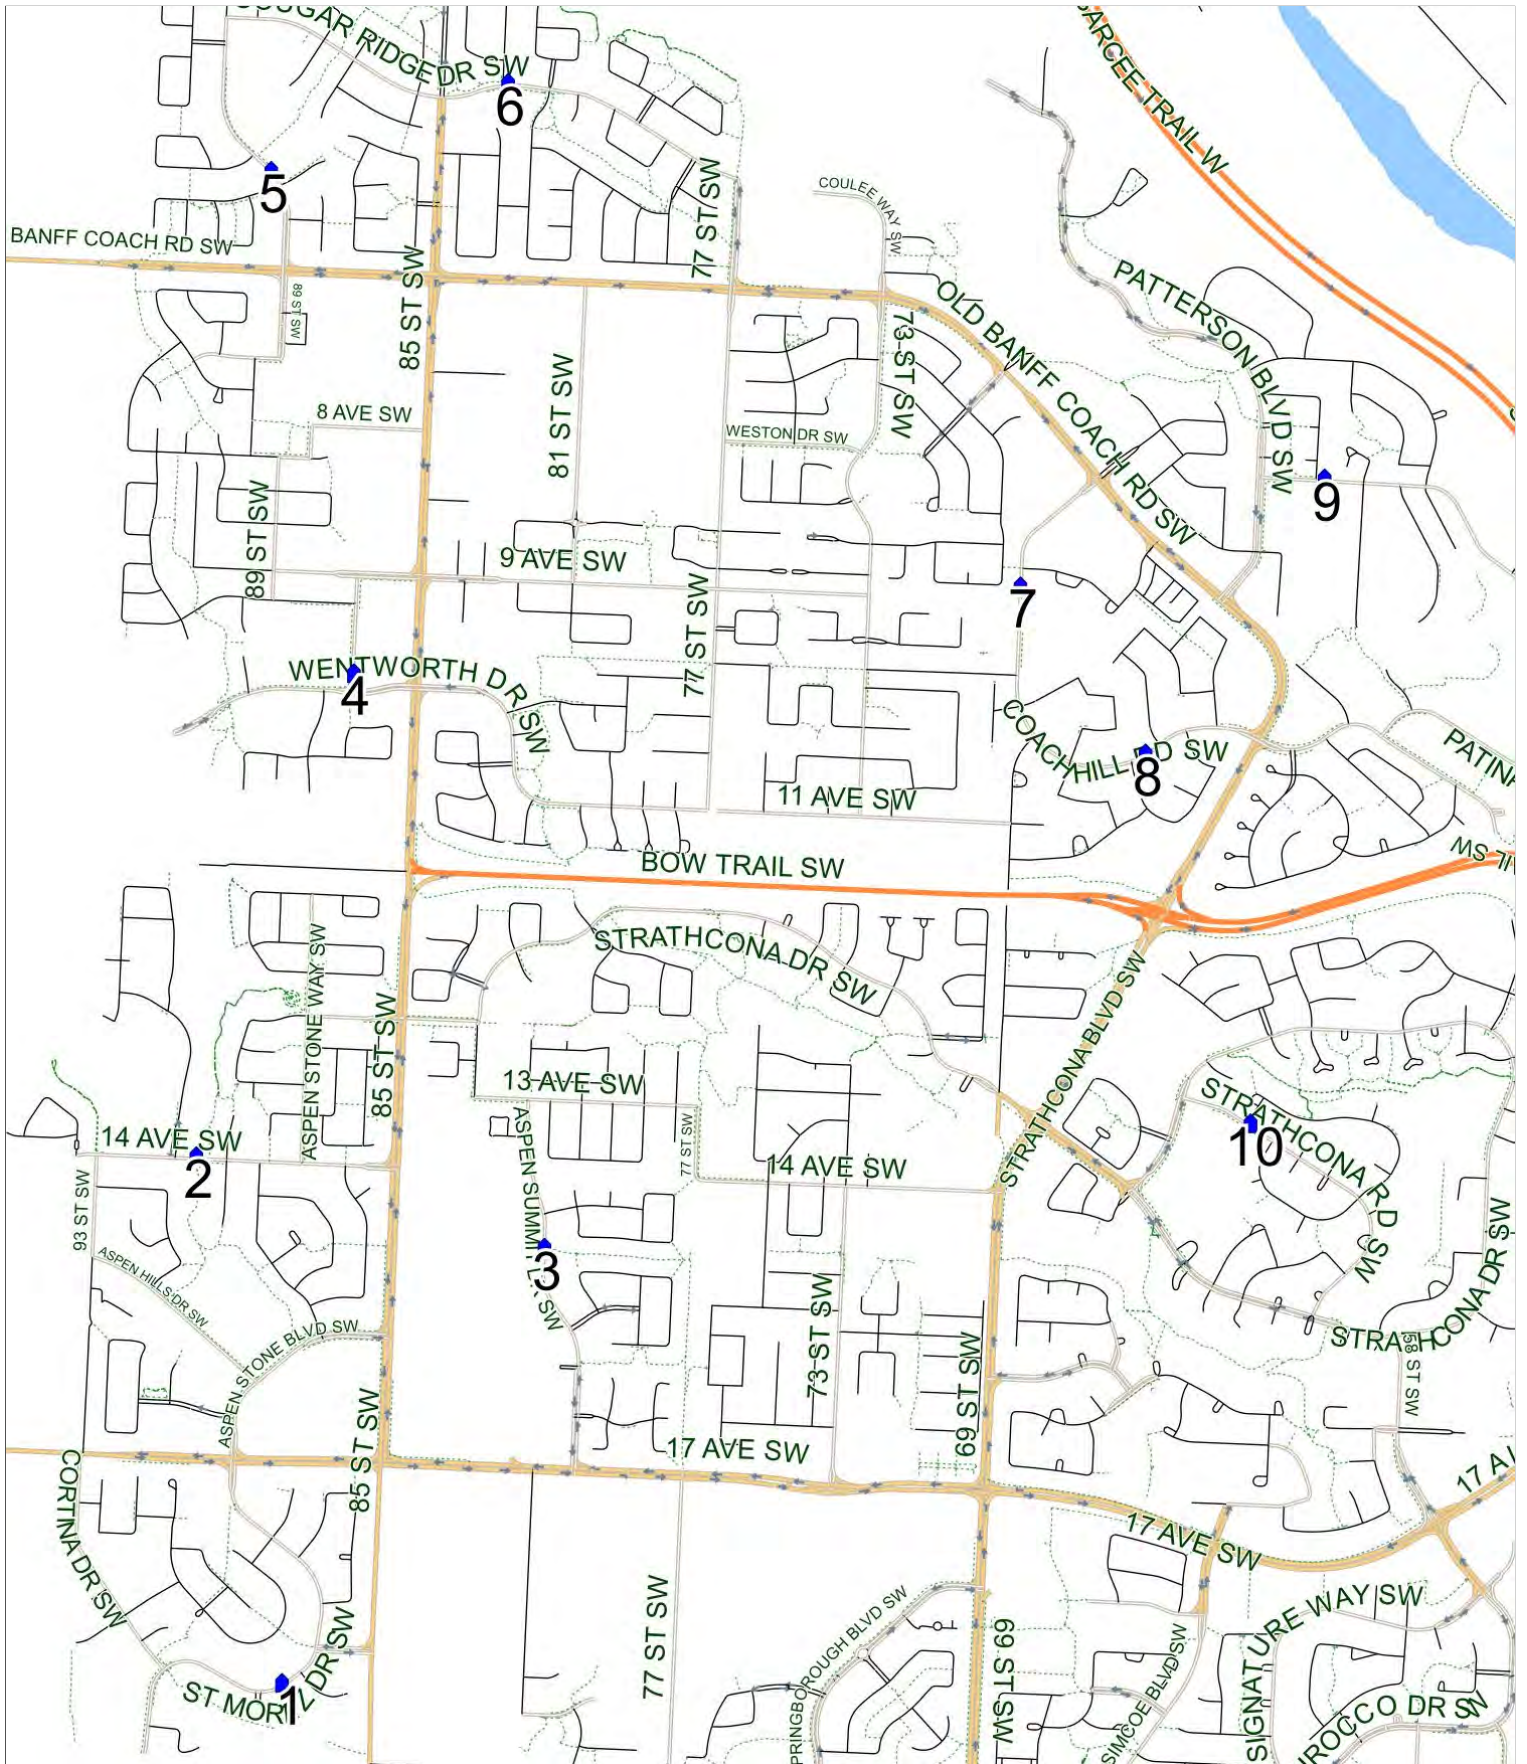 COUGAR RIDGE DR SW
SARCEE TRAIL W
6
5
77 ST SW
COULEE WAY SW
BANFF COACH RD SW
85 ST SW
89 ST SW
PATTERSON BLVD SW
OLD BANFF COACH RD SW
73 ST SW
81 ST SW
8 AVE SW
WESTON DR SW
9
89 ST SW
9 AVE SW
77 ST SW
7
WENTWORTH DR SW
4
COACH HILL RD SW
8
11 AVE SW
BOW TRAIL SW
STRATHCONA DR SW
ASPEN STONE WAY SW
85 ST SW
STRATHCONA BLVD SW
13 AVE SW
STRATHCONA RD SW
10
14 AVE SW
2
77 ST SW
14 AVE SW
93 ST SW
ASPEN SUMMIT DR SW
3
ASPEN HILLS DR SW
ASPEN STONE BLVD SW
73 ST SW
69 ST SW
STRATHCONA DR SW
58 ST SW
85 ST SW
17 AVE SW
CORTINA DR SW
17 AVE SW
77 ST SW
69 ST SW
SIGNATURE WAY SW
SIMCOE BLVD SW
ST MORITZ DR SW
1